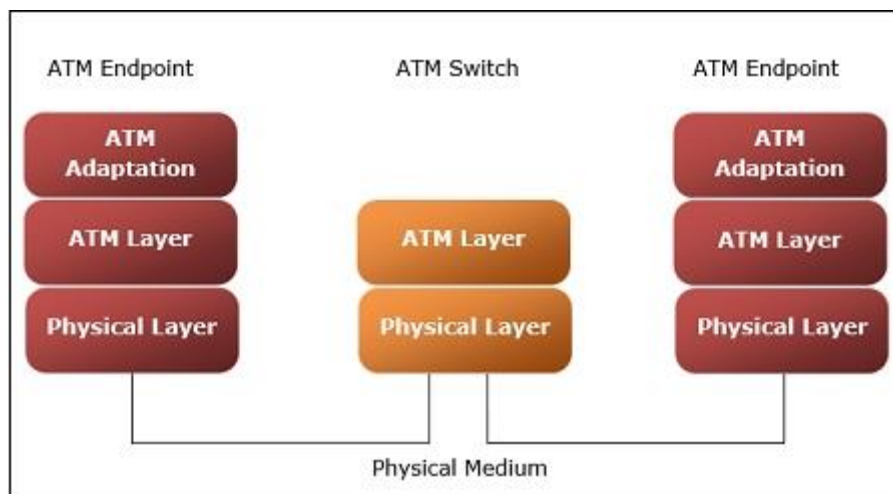 ATM Endpoint
ATM Switch
ATM Endpoint
ATM
Adaptation
ATM
Adaptation
ATM Layer
ATM Layer
ATM Layer
Physical Layer
Physical Layer
Physical Layer
Physical Medium